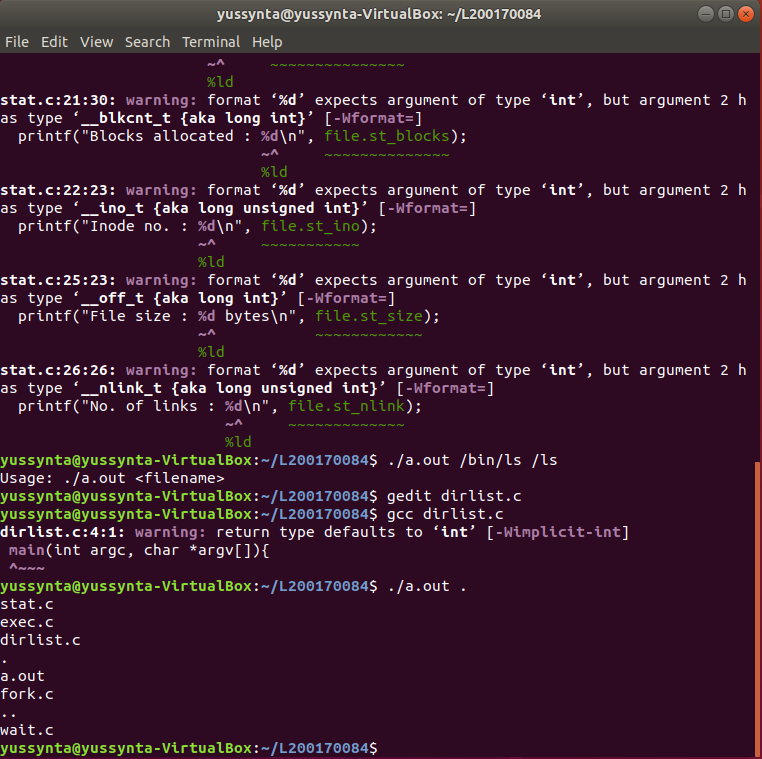 yussynta@yussynta-VirtualBox: ~/L200170084
File Edit View Search Terminal Help
~^ ~~~~~~~~~~~~~~~
%ld
stat.c:21:30: warning: format ‘%d’ expects argument of type ‘int’, but argument 2 h
as type ‘__blkcnt_t {aka long int}’ [-Wformat=]
printf("Blocks allocated : %d\n", file.st_blocks);
~^ ~~~~~~~~~~~~~~
%ld
stat.c:22:23: warning: format ‘%d’ expects argument of type ‘int’, but argument 2 h
as type ‘__ino_t {aka long unsigned int}’ [-Wformat=]
printf("Inode no. : %d\n", file.st_ino);
~^ ~~~~~~~~~~~
%ld
stat.c:25:23: warning: format ‘%d’ expects argument of type ‘int’, but argument 2 h
as type ‘__off_t {aka long int}’ [-Wformat=]
printf("File size : %d bytes\n", file.st_size);
~^ ~~~~~~~~~~~~
%ld
stat.c:26:26: warning: format ‘%d’ expects argument of type ‘int’, but argument 2 h
as type ‘__nlink_t {aka long unsigned int}’ [-Wformat=]
printf("No. of links : %d\n", file.st_nlink);
~^ ~~~~~~~~~~~~~
%ld
yussynta@yussynta-VirtualBox:~/L200170084$ ./a.out /bin/ls /ls
Usage: ./a.out <filename>
yussynta@yussynta-VirtualBox:~/L200170084$ gedit dirlist.c
yussynta@yussynta-VirtualBox:~/L200170084$ gcc dirlist.c
dirlist.c:4:1: warning: return type defaults to ‘int’ [-Wimplicit-int]
main(int argc, char *argv[]){
^~~~
yussynta@yussynta-VirtualBox:~/L200170084$ ./a.out .
stat.c
exec.c
dirlist.c
.
a.out
fork.c
..
wait.c
yussynta@yussynta-VirtualBox:~/L200170084$